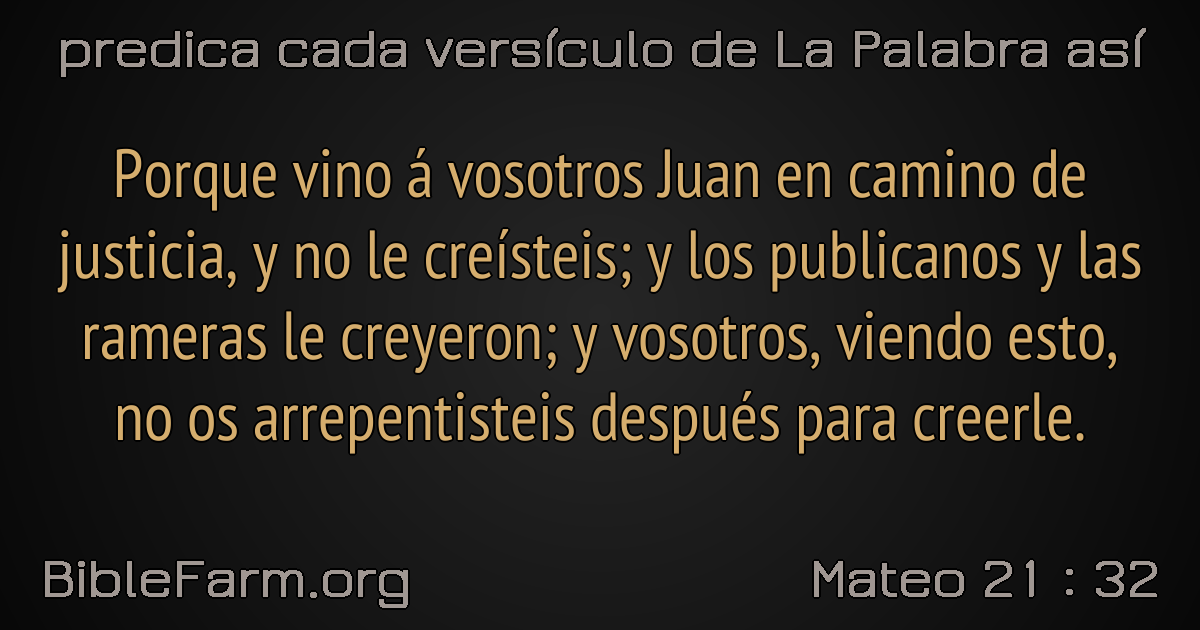 predica cada versículo de La Palabra así
Porque vino á vosotros Juan en camino de
justicia, y no le creísteis; y los publicanos y las
rameras le creyeron; y vosotros, viendo esto,
no os arrepentisteis después para creerle.
BibleFarm.org
Mateo 21 : 32